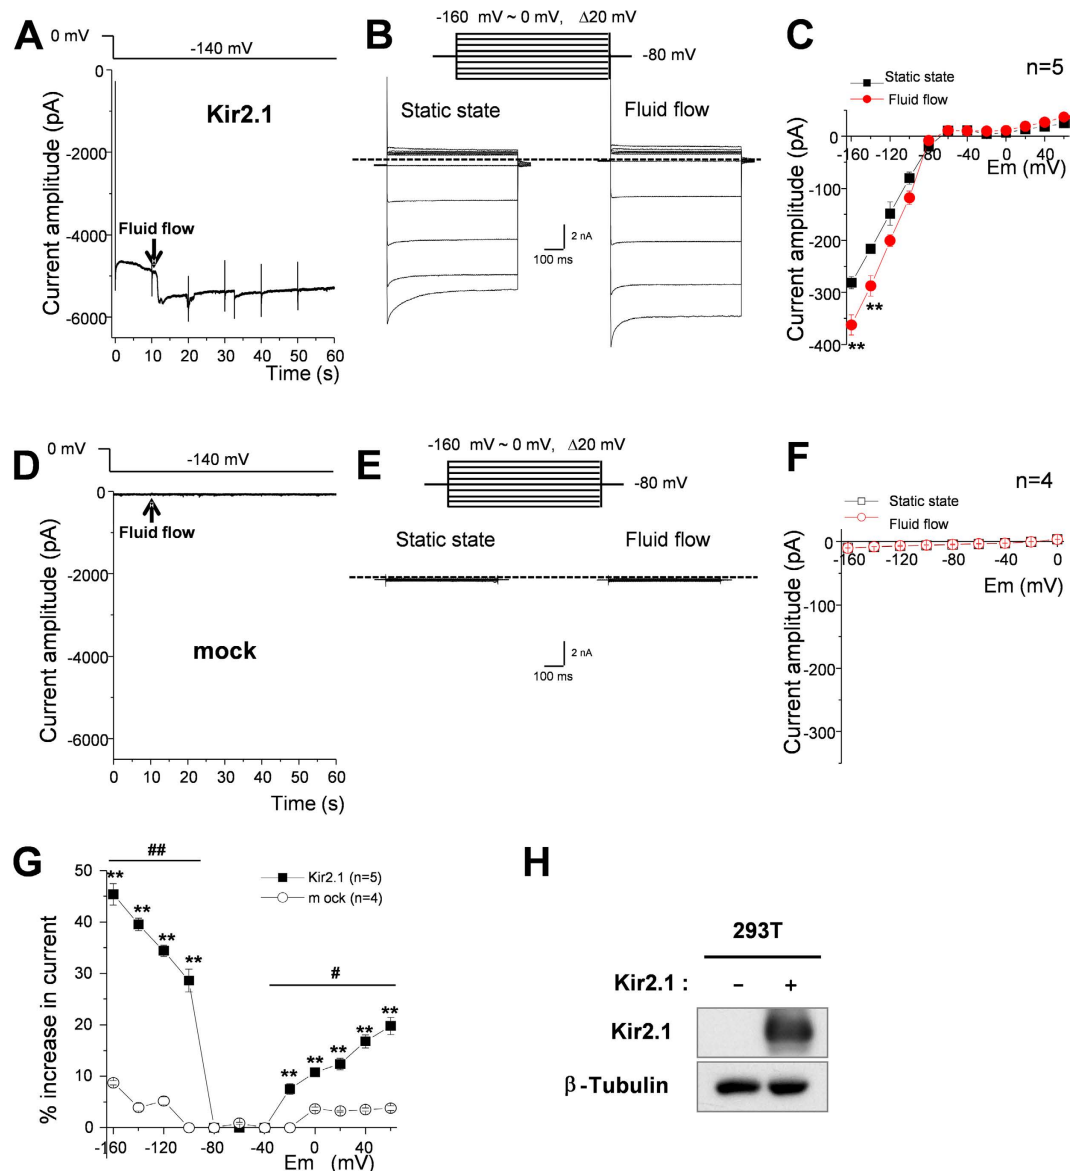 A
0 mV
-140 mV
Kir2.1
Fluid flow
Current amplitude (pA)
0
-2000
-4000
-6000
0 10 20 30 40 50 60
Time (s)
B
-160 mV ~ 0 mV, Δ20 mV
-80 mV
Static state
Fluid flow
2 nA
100 ms
C
n=5
Static state
Fluid flow
Current amplitude (pA)
0
-100
-200
-300
-400
-160 -120 -80 -40 0 40
Em (mV)
**
**
D
0 mV
-140 mV
Fluid flow
mock
Current amplitude (pA)
0
-2000
-4000
-6000
0 10 20 30 40 50 60
Time (s)
E
-160 mV ~ 0 mV, Δ20 mV
-80 mV
Static state
Fluid flow
2 nA
100 ms
F
n=4
Static state
Fluid flow
Current amplitude (pA)
0
-100
-200
-300
-160 -120 -80 -40 0
Em (mV)
G
##
Kir2.1 (n=5)
m ock (n=4)
#
** ** ** ** ** ** ** ** **
% increase in current
50
40
30
20
10
0
-160 -120 -80 -40 0 40
Em (mV)
H
293T
Kir2.1 : - +
Kir2.1
β-Tubulin